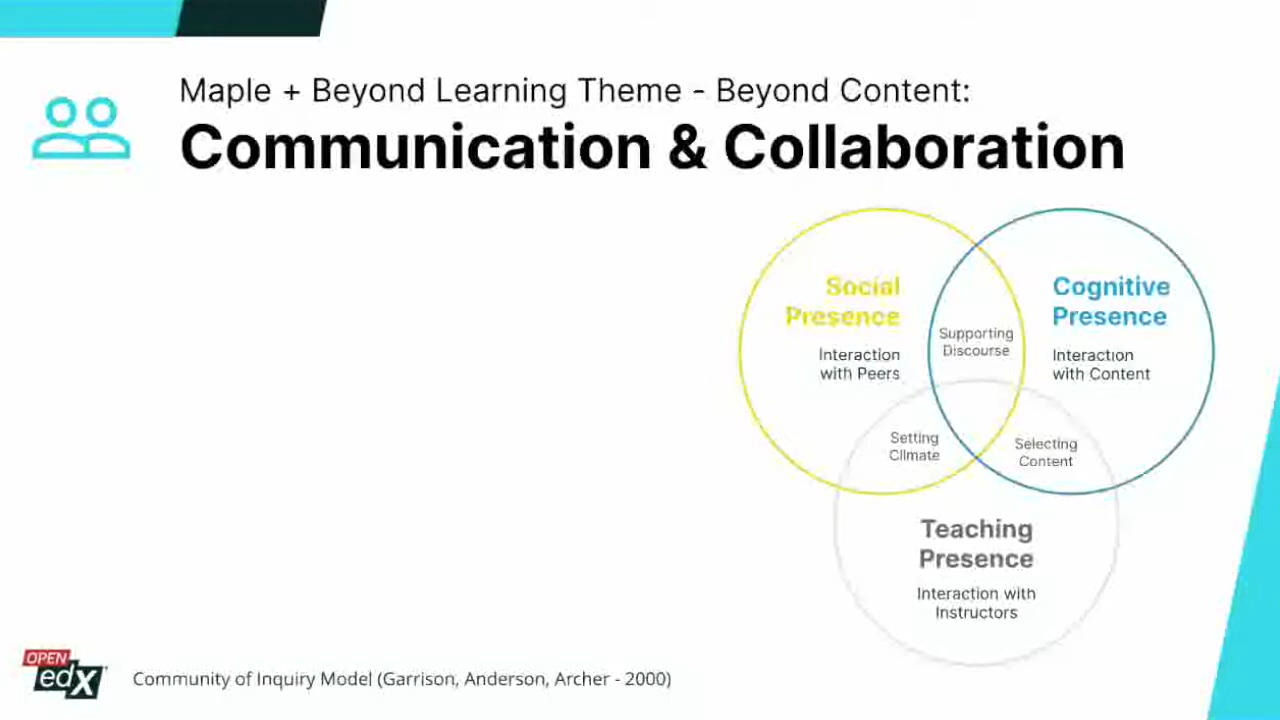 Maple + Beyond Learning Theme - Beyond Content:
Communication & Collaboration
Social
Presence
Interaction
with Peers
Supporting
Discourse
Cognitive
Presence
Interaction
with Content
Setting
Climate
Selecting
Content
Teaching
Presence
Interaction with
Instructors
OPEN
edX
Community of Inquiry Model (Garrison, Anderson, Archer - 2000)